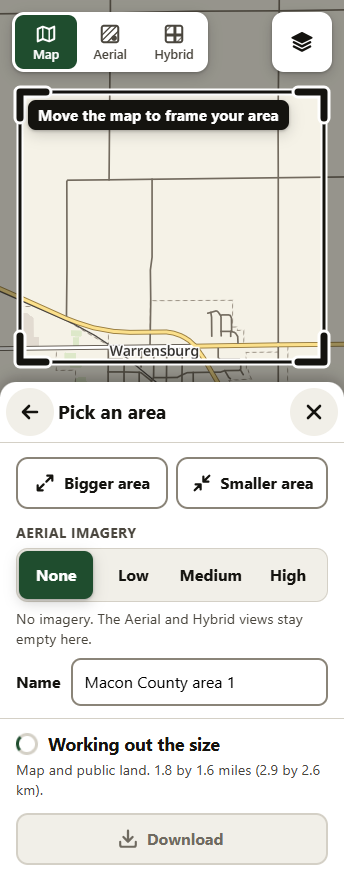 Map Aerial Hybrid
Move the map to frame your area
Warrensburg
Pick an area
Bigger area Smaller area
AERIAL IMAGERY
None Low Medium High
No imagery. The Aerial and Hybrid views stay
empty here.
Name Macon County area 1
Working out the size
Map and public land. 1.8 by 1.6 miles (2.9 by 2.6
km).
Download